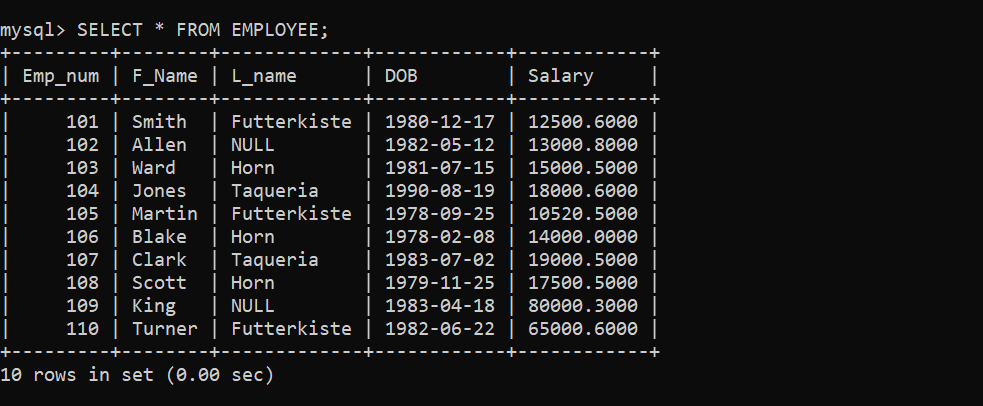 mysql> SELECT * FROM EMPLOYEE;
+---------+--------+-------------+------------+------------+
| Emp_num | F_Name | L_name      | DOB        | Salary     |
+---------+--------+-------------+------------+------------+
|     101 | Smith  | Futterkiste | 1980-12-17 | 12500.6000 |
|     102 | Allen  | NULL        | 1982-05-12 | 13000.8000 |
|     103 | Ward   | Horn        | 1981-07-15 | 15000.5000 |
|     104 | Jones  | Taqueria    | 1990-08-19 | 18000.6000 |
|     105 | Martin | Futterkiste | 1978-09-25 | 10520.5000 |
|     106 | Blake  | Horn        | 1978-02-08 | 14000.0000 |
|     107 | Clark  | Taqueria    | 1983-07-02 | 19000.5000 |
|     108 | Scott  | Horn        | 1979-11-25 | 17500.5000 |
|     109 | King   | NULL        | 1983-04-18 | 80000.3000 |
|     110 | Turner | Futterkiste | 1982-06-22 | 65000.6000 |
+---------+--------+-------------+------------+------------+
10 rows in set (0.00 sec)